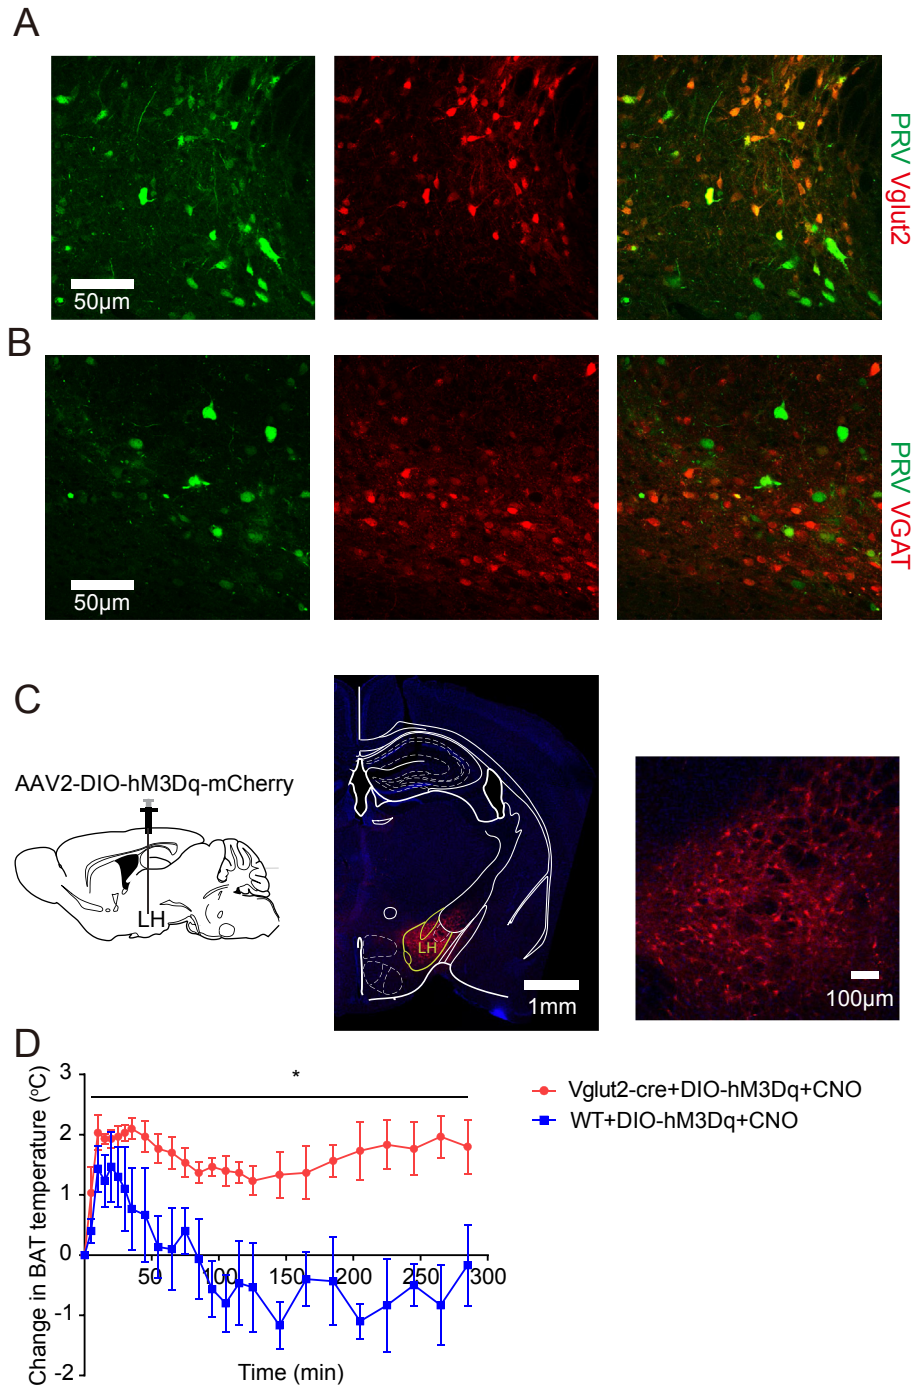 A
PRV Vglut2
50µm
B
PRV VGAT
50µm
C
AAV2-DIO-hM3Dq-mCherry
LH
LH
1mm
100µm
D
Change in BAT temperature (ºC)
3
2
1
0
-1
-2
50
100
150
200
250
300
Time (min)
*
Vglut2-cre+DIO-hM3Dq+CNO
WT+DIO-hM3Dq+CNO